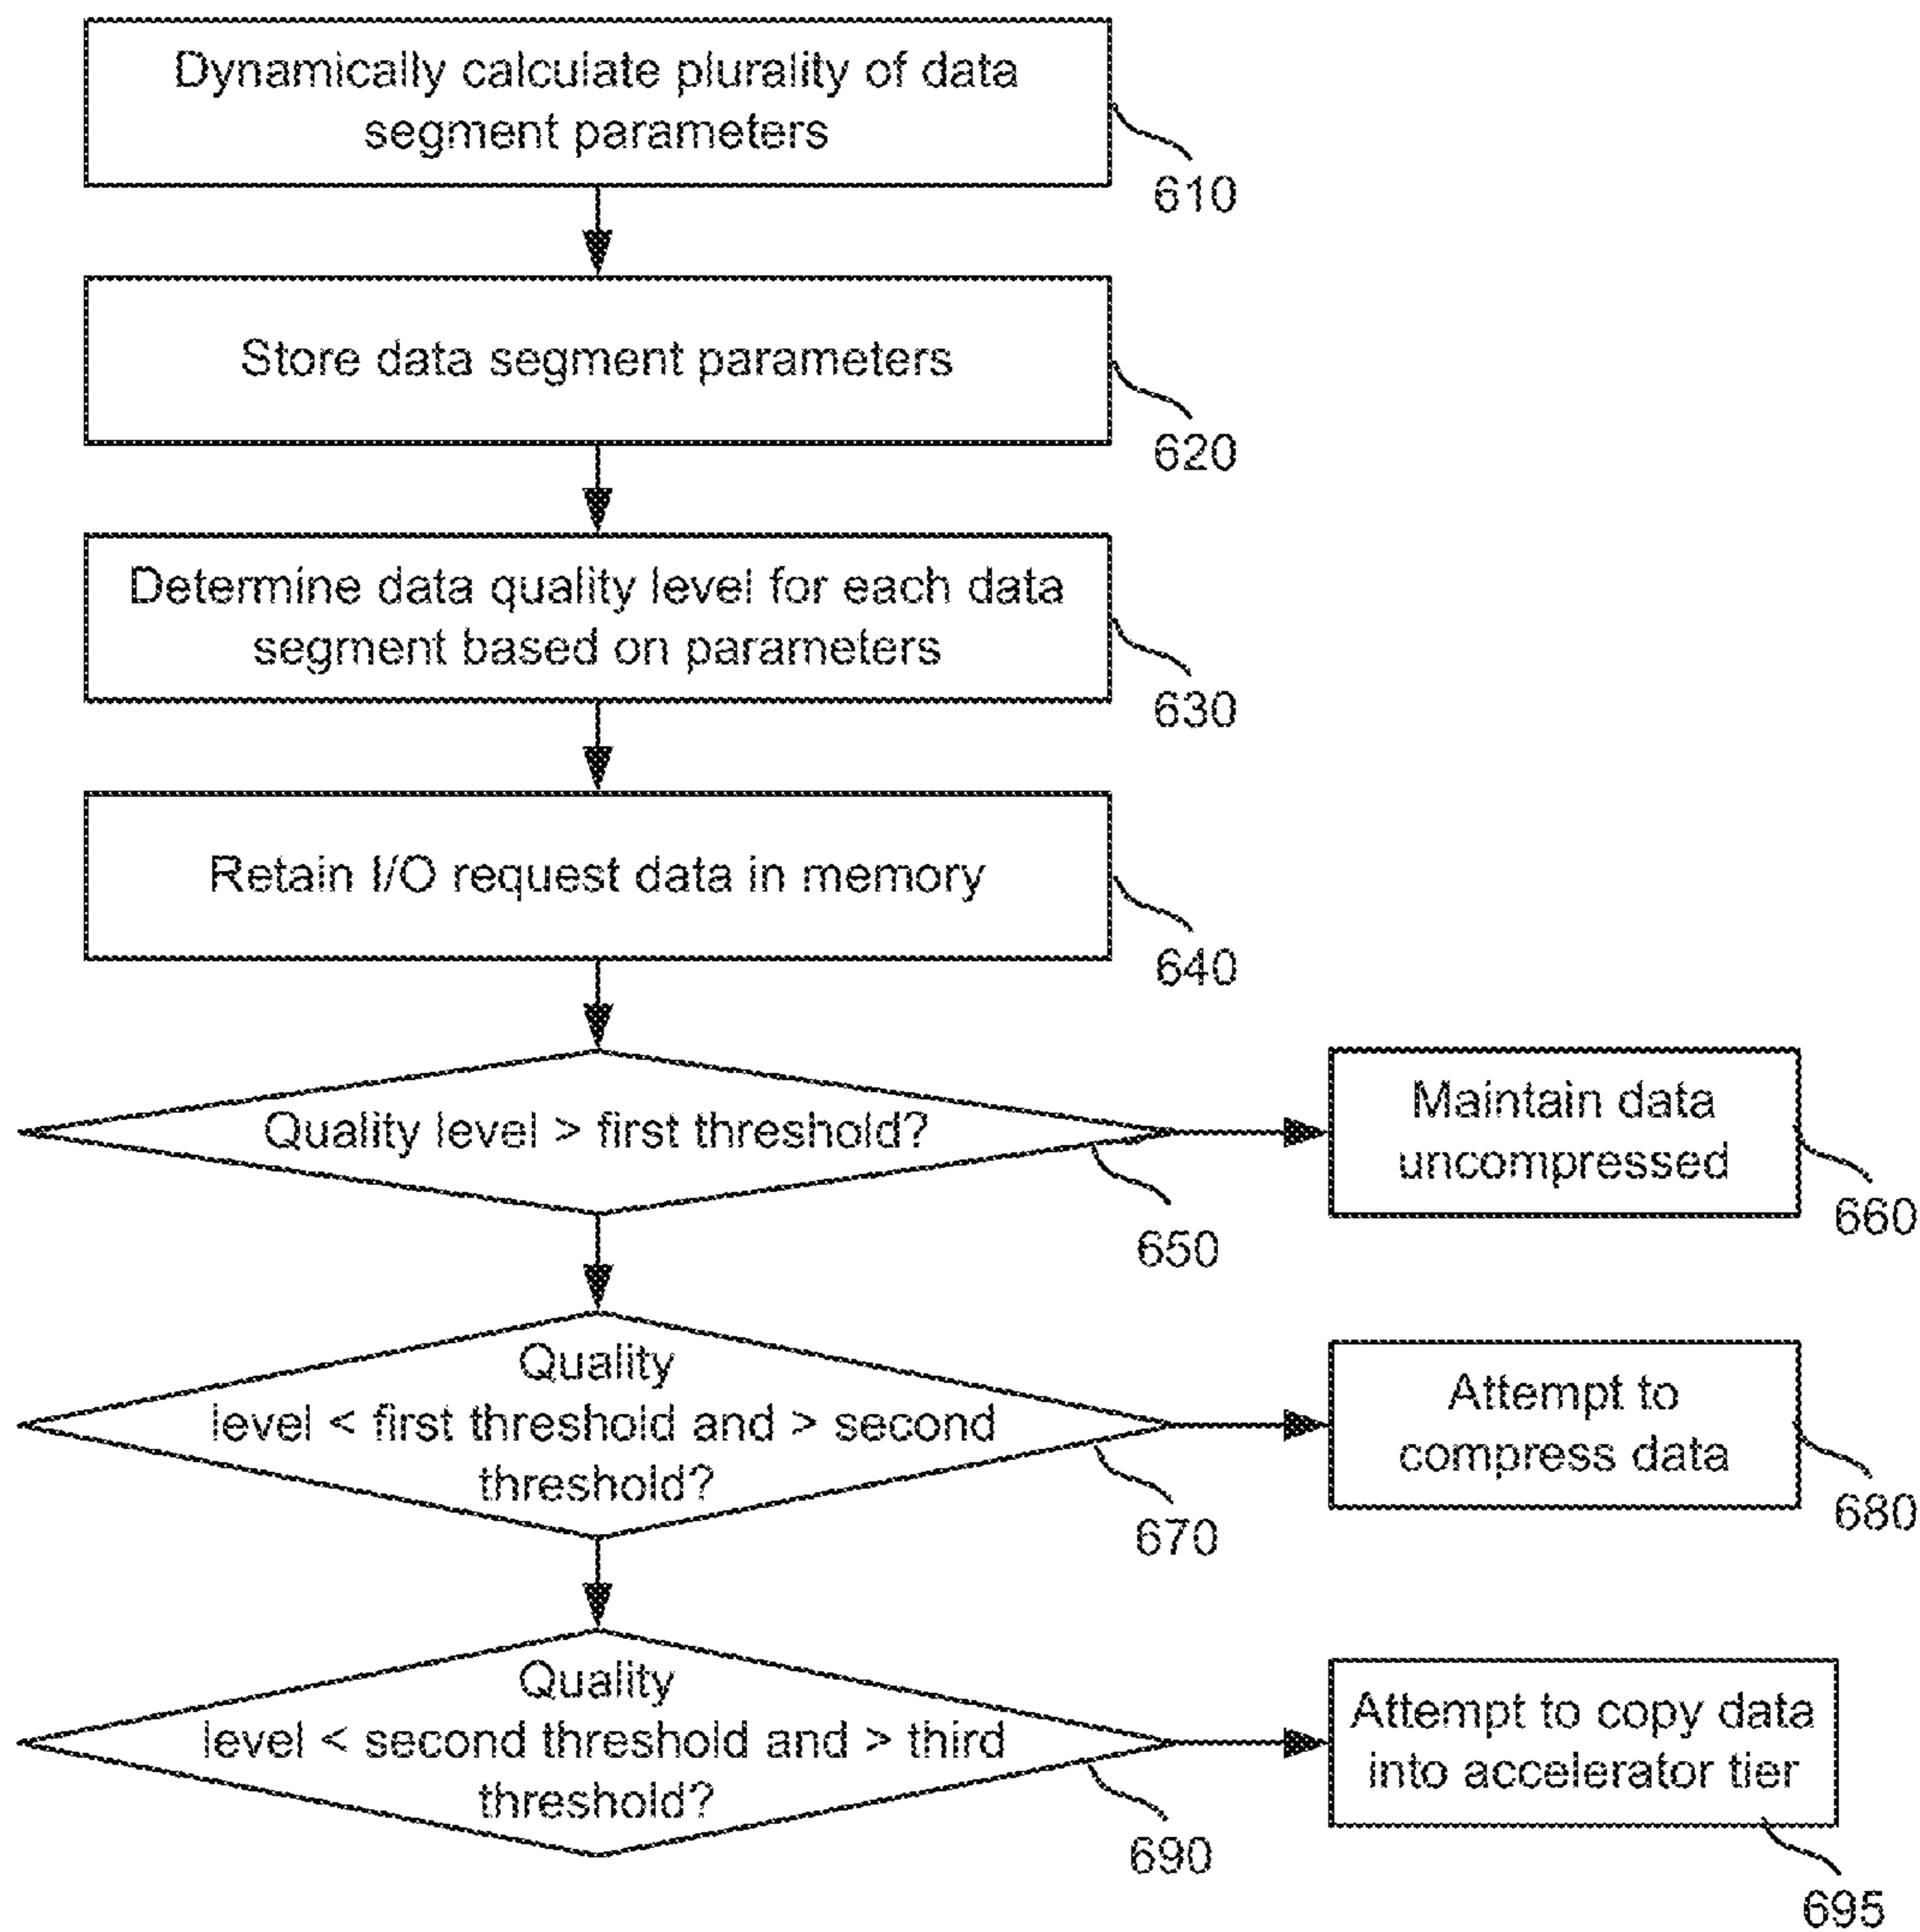 Dynamically calculate plurality of data
segment parameters
610
Store data segment parameters
620
Determine data quality level for each data
segment based on parameters
630
Retain I/O request data in memory
640
Quality level > first threshold?
650
Maintain data
uncompressed
660
Quality
level < first threshold and > second
threshold?
670
Attempt to
compress data
680
Quality
level < second threshold and > third
threshold?
690
Attempt to copy data
into accelerator tier
695